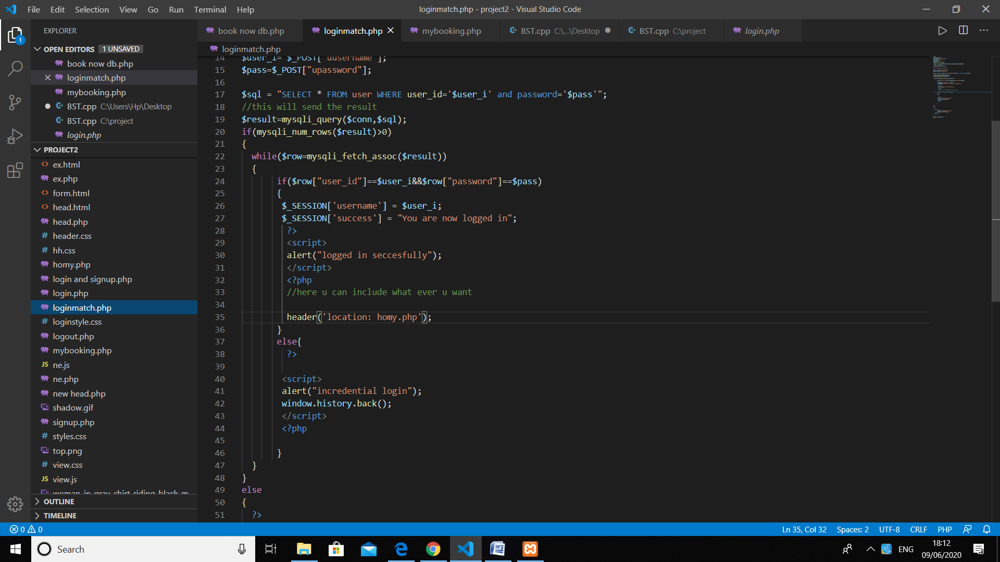 File Edit Selection View Go Run Terminal Help
loginmatch.php - project2 - Visual Studio Code
EXPLORER
OPEN EDITORS 1 UNSAVED
book now db.php
loginmatch.php
mybooking.php
BST.cpp C:\Users\Hp\Desktop
BST.cpp C:\project
login.php
PROJECT2
ex.html
ex.php
form.html
head.html
head.php
header.css
hh.css
homy.php
login and signup.php
login.php
loginmatch.php
loginstyle.css
logout.php
mybooking.php
ne.js
ne.php
new head.php
shadow.gif
signup.php
styles.css
top.png
view.css
view.js
woman-in-gray-shirt-riding-black-m...
OUTLINE
TIMELINE
1
book now db.php loginmatch.php mybooking.php BST.cpp C:\...\Desktop BST.cpp C:\project login.php
loginmatch.php
14 $user_i= $_POST["uusername"];
15 $pass=$_POST["upassword"];
16
17 $sql = "SELECT * FROM user WHERE user_id='$user_i' and password='$pass'";
18 //this will send the result
19 $result=mysqli_query($conn,$sql);
20 if(mysqli_num_rows($result)>0)
21 {
22 while($row=mysqli_fetch_assoc($result))
23 {
24 if($row["user_id"]==$user_i&&$row["password"]==$pass)
25 {
26 $_SESSION['username'] = $user_i;
27 $_SESSION['success'] = "You are now logged in";
28 ?>
29 <script>
30 alert("logged in seccesfully");
31 </script>
32 <?php
33 //here u can include what ever u want
34
35 header('location: homy.php');
36 }
37 else{
38 ?>
39
40 <script>
41 alert("incredential login");
42 window.history.back();
43 </script>
44 <?php
45
46 }
47 }
48 }
49 else
50 {
51 ?>
0 0
Ln 35, Col 32 Spaces: 2 UTF-8 CRLF PHP
Search
ENG
18:12
09/06/2020